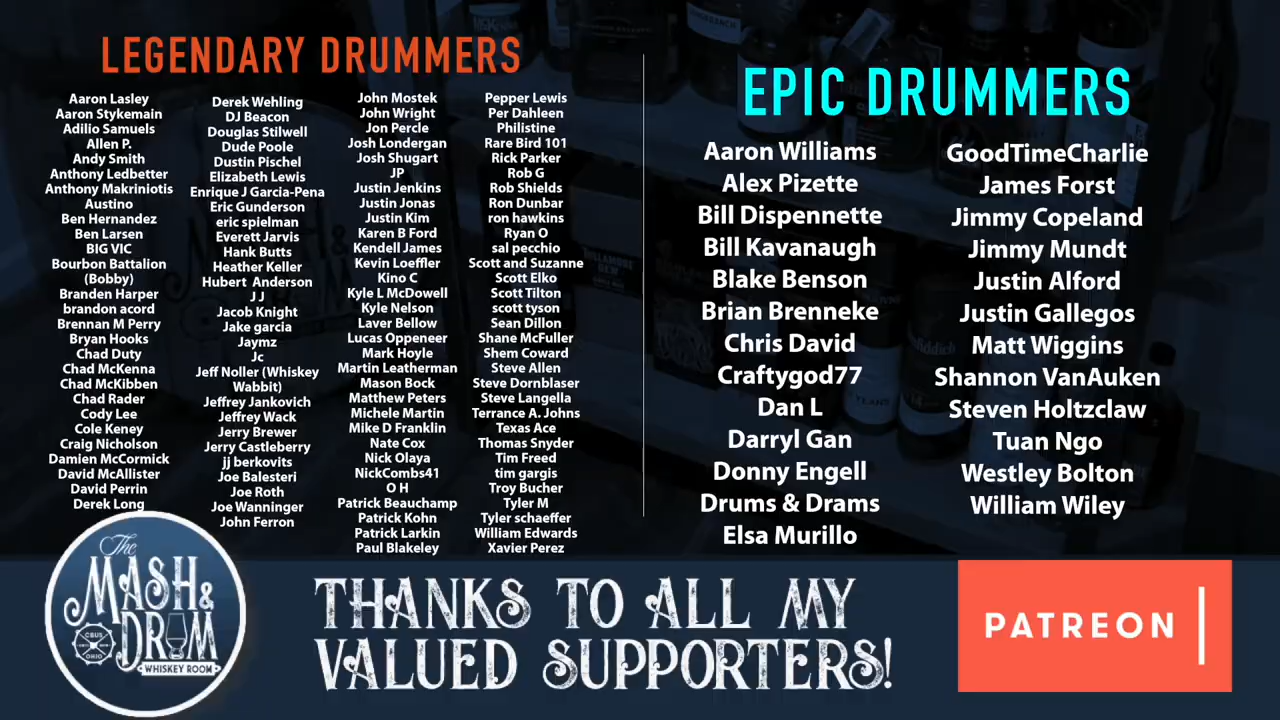 LEGENDARY DRUMMERS
Aaron Lasley
Aaron Stykemain
Adilio Samuels
Allen P.
Andy Smith
Anthony Ledbetter
Anthony Makriniotis
Austino
Ben Hernandez
Ben Larsen
BIG VIC
Bourbon Battalion
(Bobby)
Branden Harper
brandon acord
Brennan M Perry
Bryan Hooks
Chad Duty
Chad McKenna
Chad McKibben
Chad Rader
Cody Lee
Cole Keney
Craig Nicholson
Damien McCormick
David McAllister
David Perrin
Derek Long
Derek Wehling
DJ Beacon
Douglas Stilwell
Dude Poole
Dustin Pischel
Elizabeth Lewis
Enrique J Garcia-Pena
Eric Gunderson
eric spielman
Everett Jarvis
Hank Butts
Heather Keller
Hubert Anderson
J J
Jacob Knight
Jake garcia
Jaymz
Jc
Jeff Noller (Whiskey
Wabbit)
Jeffrey Jankovich
Jeffrey Wack
Jerry Brewer
Jerry Castleberry
jj berkovits
Joe Balesteri
Joe Roth
Joe Wanninger
John Ferron
John Mostek
John Wright
Jon Percle
Josh Londergan
Josh Shugart
JP
Justin Jenkins
Justin Jonas
Justin Kim
Karen B Ford
Kendell James
Kevin Loeffler
Kino C
Kyle L McDowell
Kyle Nelson
Laver Bellow
Lucas Oppeneer
Mark Hoyle
Martin Leatherman
Mason Bock
Matthew Peters
Michele Martin
Mike D Franklin
Nate Cox
Nick Olaya
NickCombs41
O H
Patrick Beauchamp
Patrick Kohn
Patrick Larkin
Paul Blakeley
Pepper Lewis
Per Dahleen
Philistine
Rare Bird 101
Rick Parker
Rob G
Rob Shields
Ron Dunbar
ron hawkins
Ryan O
sal pecchio
Scott and Suzanne
Scott Elko
Scott Tilton
scott tyson
Sean Dillon
Shane McFuller
Shem Coward
Steve Allen
Steve Dornblaser
Steve Langella
Terrance A. Johns
Texas Ace
Thomas Snyder
Tim Freed
tim gargis
Troy Bucher
Tyler M
Tyler schaeffer
William Edwards
Xavier Perez
EPIC DRUMMERS
Aaron Williams
Alex Pizette
Bill Dispennette
Bill Kavanaugh
Blake Benson
Brian Brenneke
Chris David
Craftygod77
Dan L
Darryl Gan
Donny Engell
Drums & Drams
Elsa Murillo
GoodTimeCharlie
James Forst
Jimmy Copeland
Jimmy Mundt
Justin Alford
Justin Gallegos
Matt Wiggins
Shannon VanAuken
Steven Holtzclaw
Tuan Ngo
Westley Bolton
William Wiley
The
MASH &
DRUM
CBUS
OHIO
WHISKEY ROOM
THANKS TO ALL MY
VALUED SUPPORTERS!
PATREON